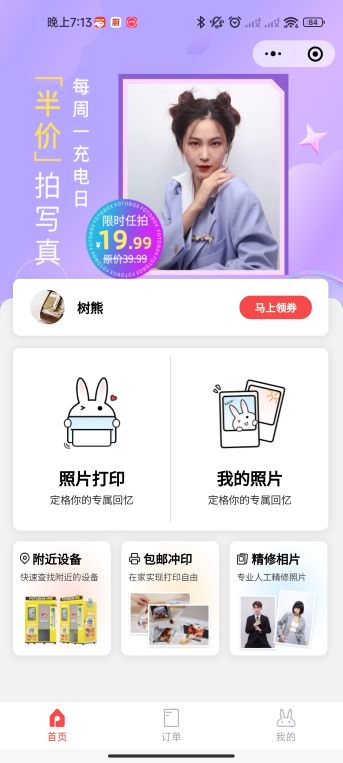 晚上7:13
84
每周一充电日
「半价」拍写真
FOTOBOX FOTOBOX FOTOBOX
限时任拍
¥19.99
原价39.99
树熊
马上领券
照片打印
定格你的专属回忆
我的照片
定格你的专属回忆
附近设备
快速查找附近的设备
包邮冲印
在家实现打印自由
精修相片
专业人工精修照片
首页
订单
我的